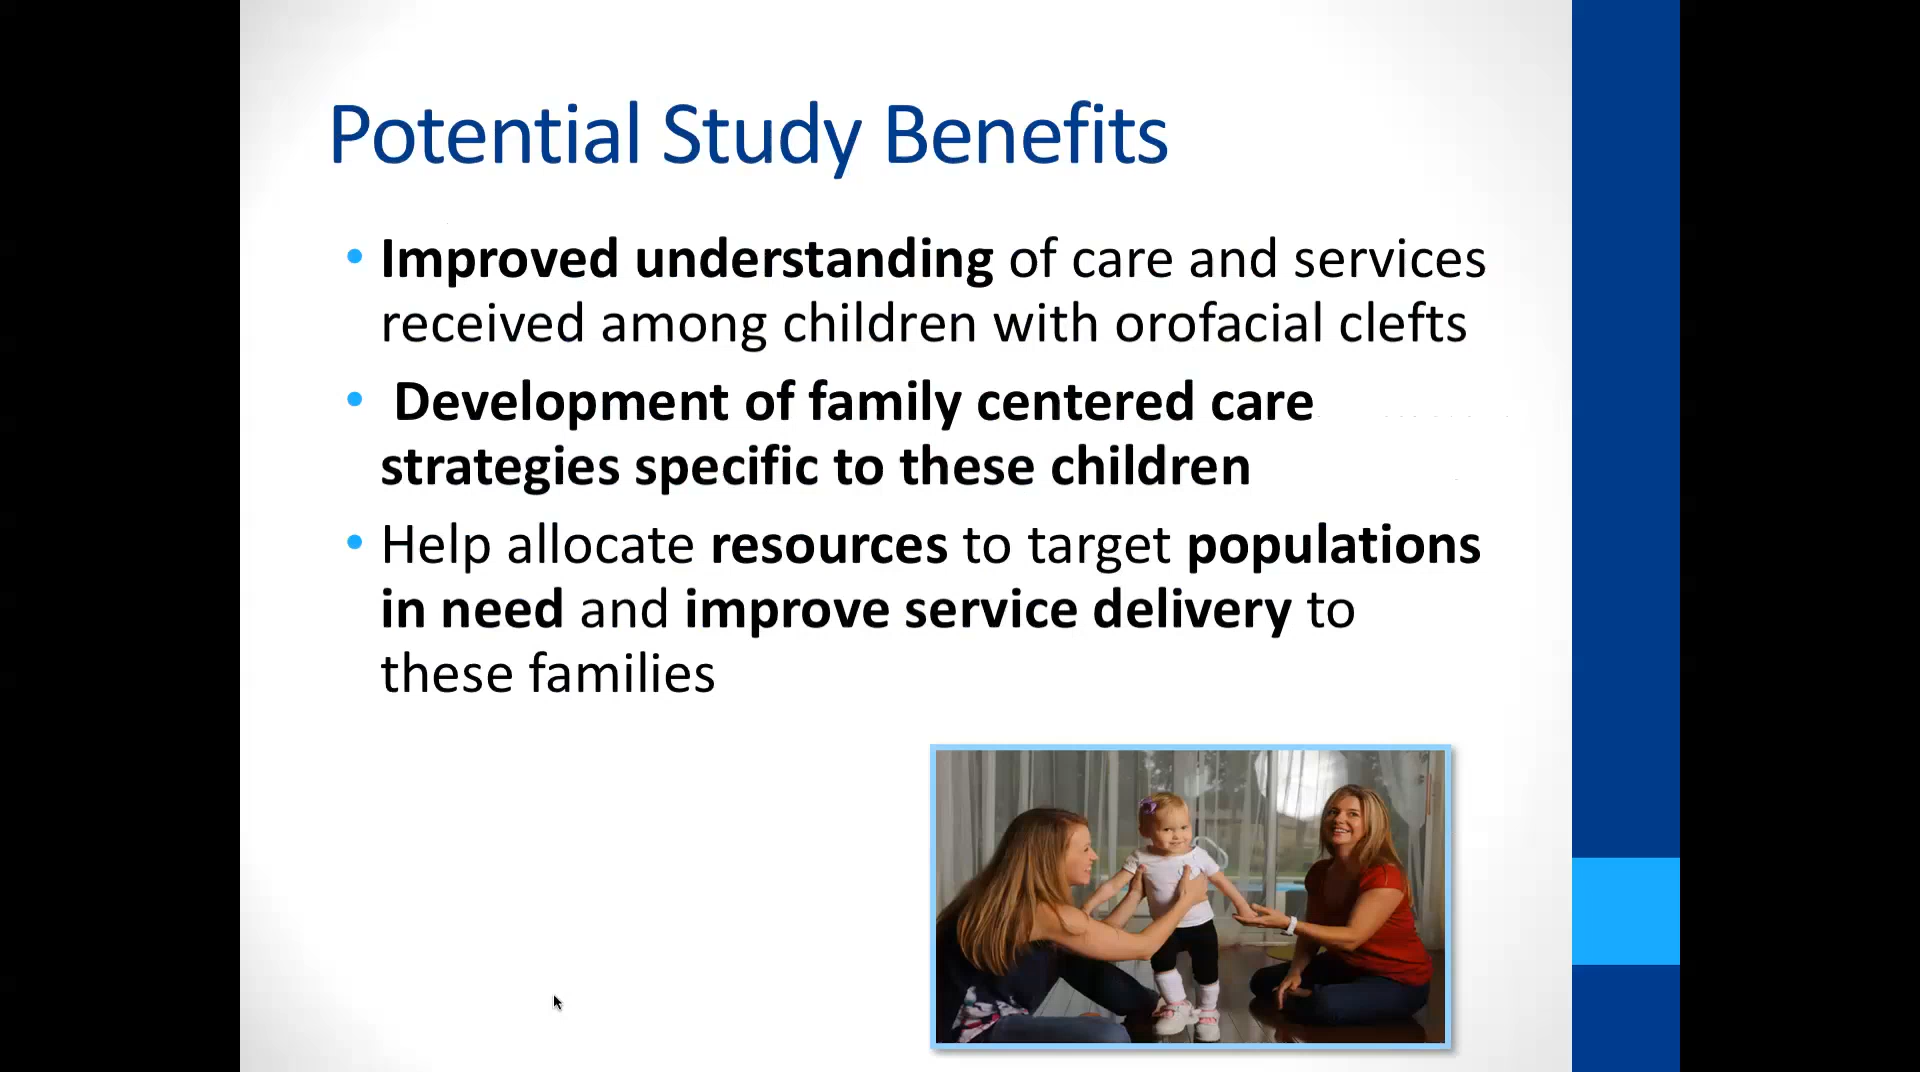 Potential Study Benefits
• Improved understanding of care and services
received among children with orofacial clefts
• Development of family centered care
strategies specific to these children
• Help allocate resources to target populations
in need and improve service delivery to
these families